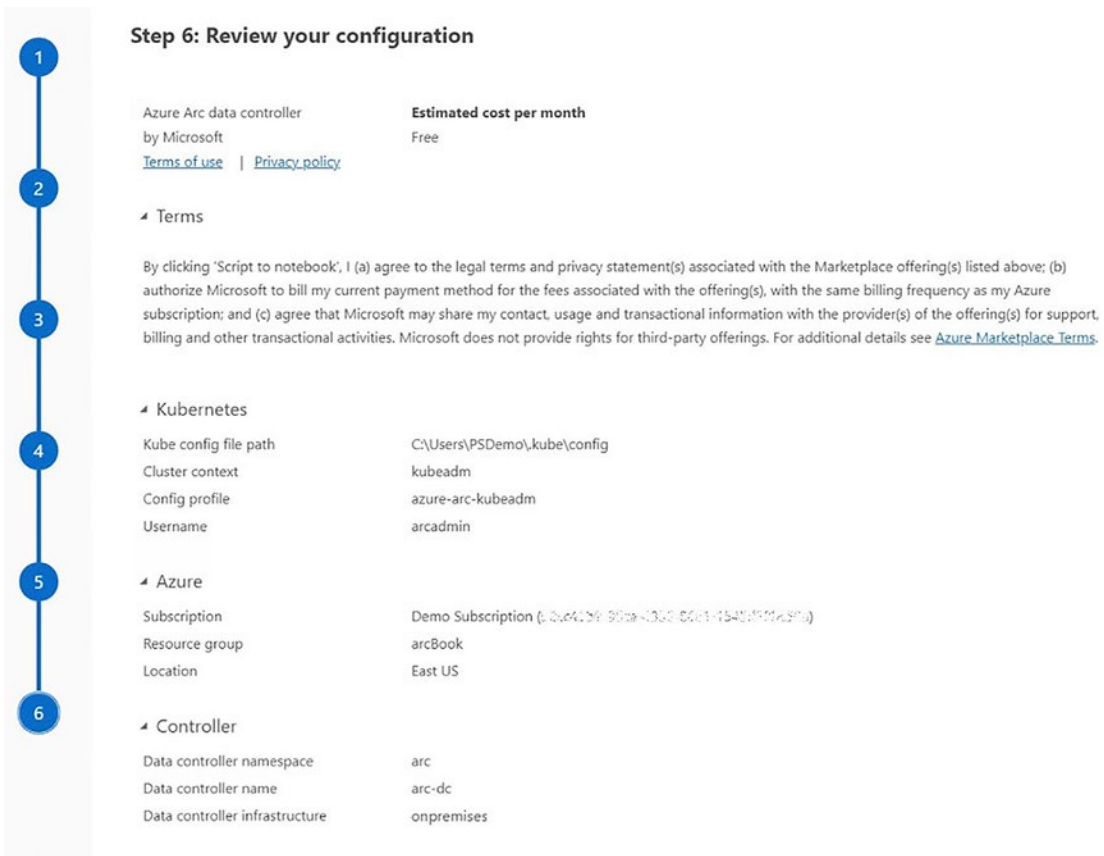 Step 6: Review your configuration
1
Azure Arc data controller
Estimated cost per month
by Microsoft
Free
Terms of use | Privacy policy
2
Terms
By clicking 'Script to notebook', I (a) agree to the legal terms and privacy statement(s) associated with the Marketplace offering(s) listed above; (b)
authorize Microsoft to bill my current payment method for the fees associated with the offering(s), with the same billing frequency as my Azure
3
subscription; and (c) agree that Microsoft may share my contact, usage and transactional information with the provider(s) of the offering(s) for support,
billing and other transactional activities. Microsoft does not provide rights for third-party offerings. For additional details see Azure Marketplace Terms.
Kubernetes
4
Kube config file path C:\Users\PSDemo\.kube\config
Cluster context kubeadm
Config profile azure-arc-kubeadm
Username arcadmin
5
Azure
Subscription Demo Subscription (
Resource group arcBook
Location East US
6
Controller
Data controller namespace arc
Data controller name arc-dc
Data controller infrastructure onpremises